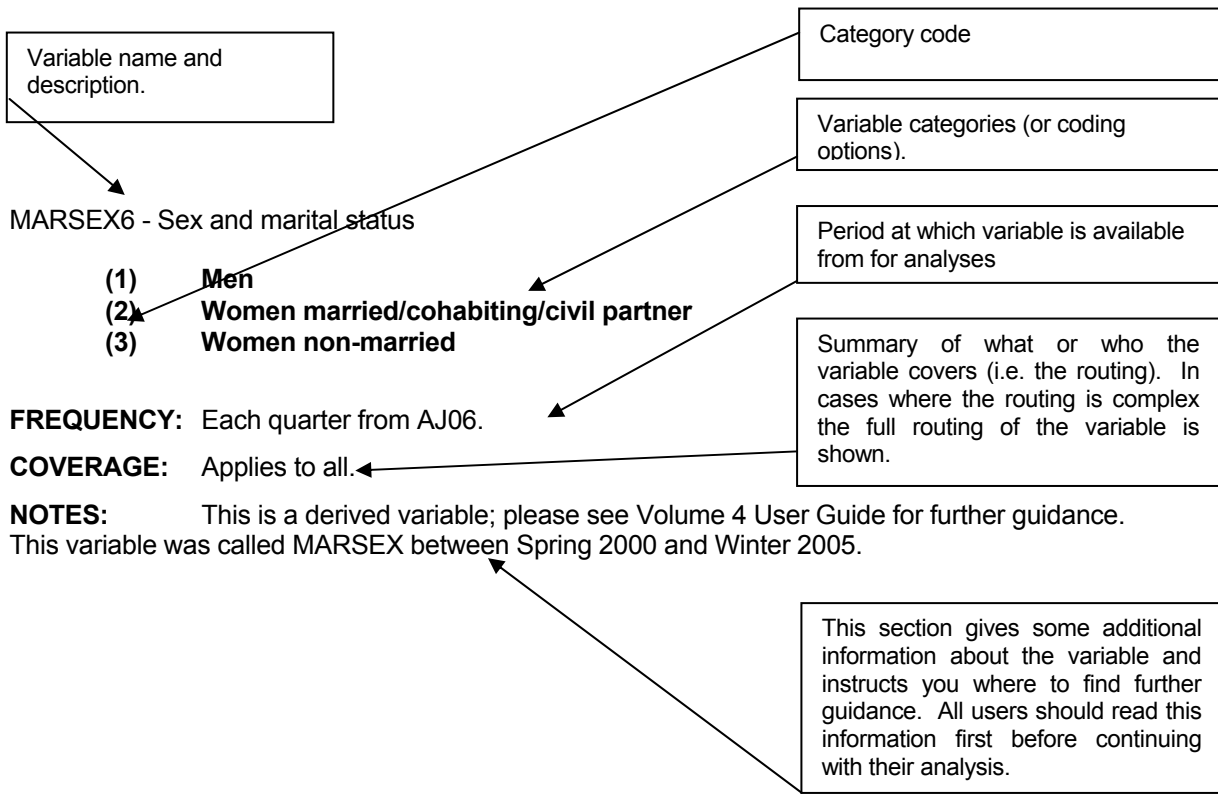 Variable name and
description.
Category code
Variable categories (or coding
options).
MARSEX6 - Sex and marital status
(1) Men
(2) Women married/cohabiting/civil partner
(3) Women non-married
Period at which variable is available
from for analyses
Summary of what or who the
variable covers (i.e. the routing). In
cases where the routing is complex
the full routing of the variable is
shown.
FREQUENCY: Each quarter from AJ06.
COVERAGE: Applies to all.
NOTES: This is a derived variable; please see Volume 4 User Guide for further guidance.
This variable was called MARSEX between Spring 2000 and Winter 2005.
This section gives some additional
information about the variable and
instructs you where to find further
guidance. All users should read this
information first before continuing
with their analysis.